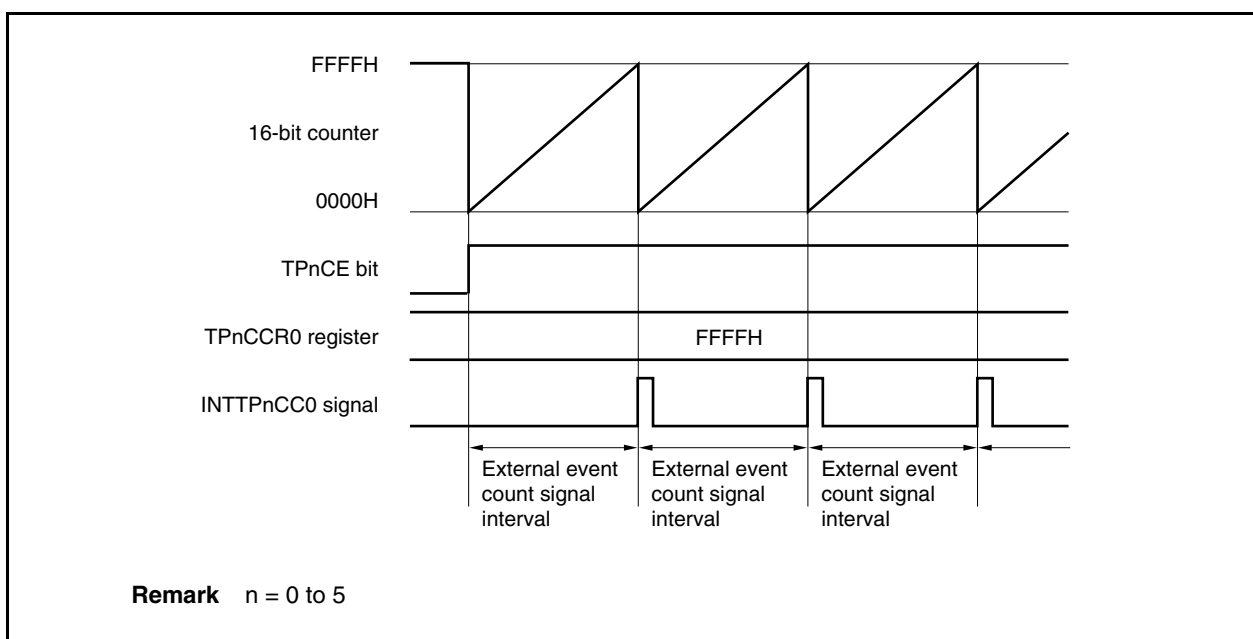 FFFFH
16-bit counter
0000H
TPnCE bit
TPnCCR0 register
FFFFH
INTTPnCC0 signal
External event
count signal
interval
External event
count signal
interval
External event
count signal
interval
Remark n = 0 to 5